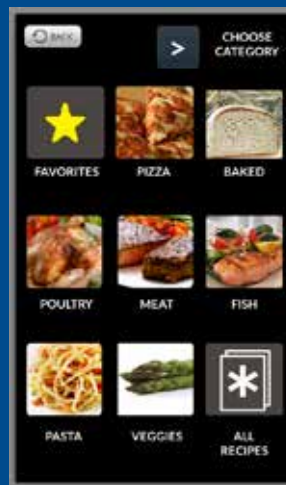 BACK
>
CHOOSE
CATEGORY
FAVORITES
PIZZA
BAKED
POULTRY
MEAT
FISH
PASTA
VEGGIES
ALL
RECIPES